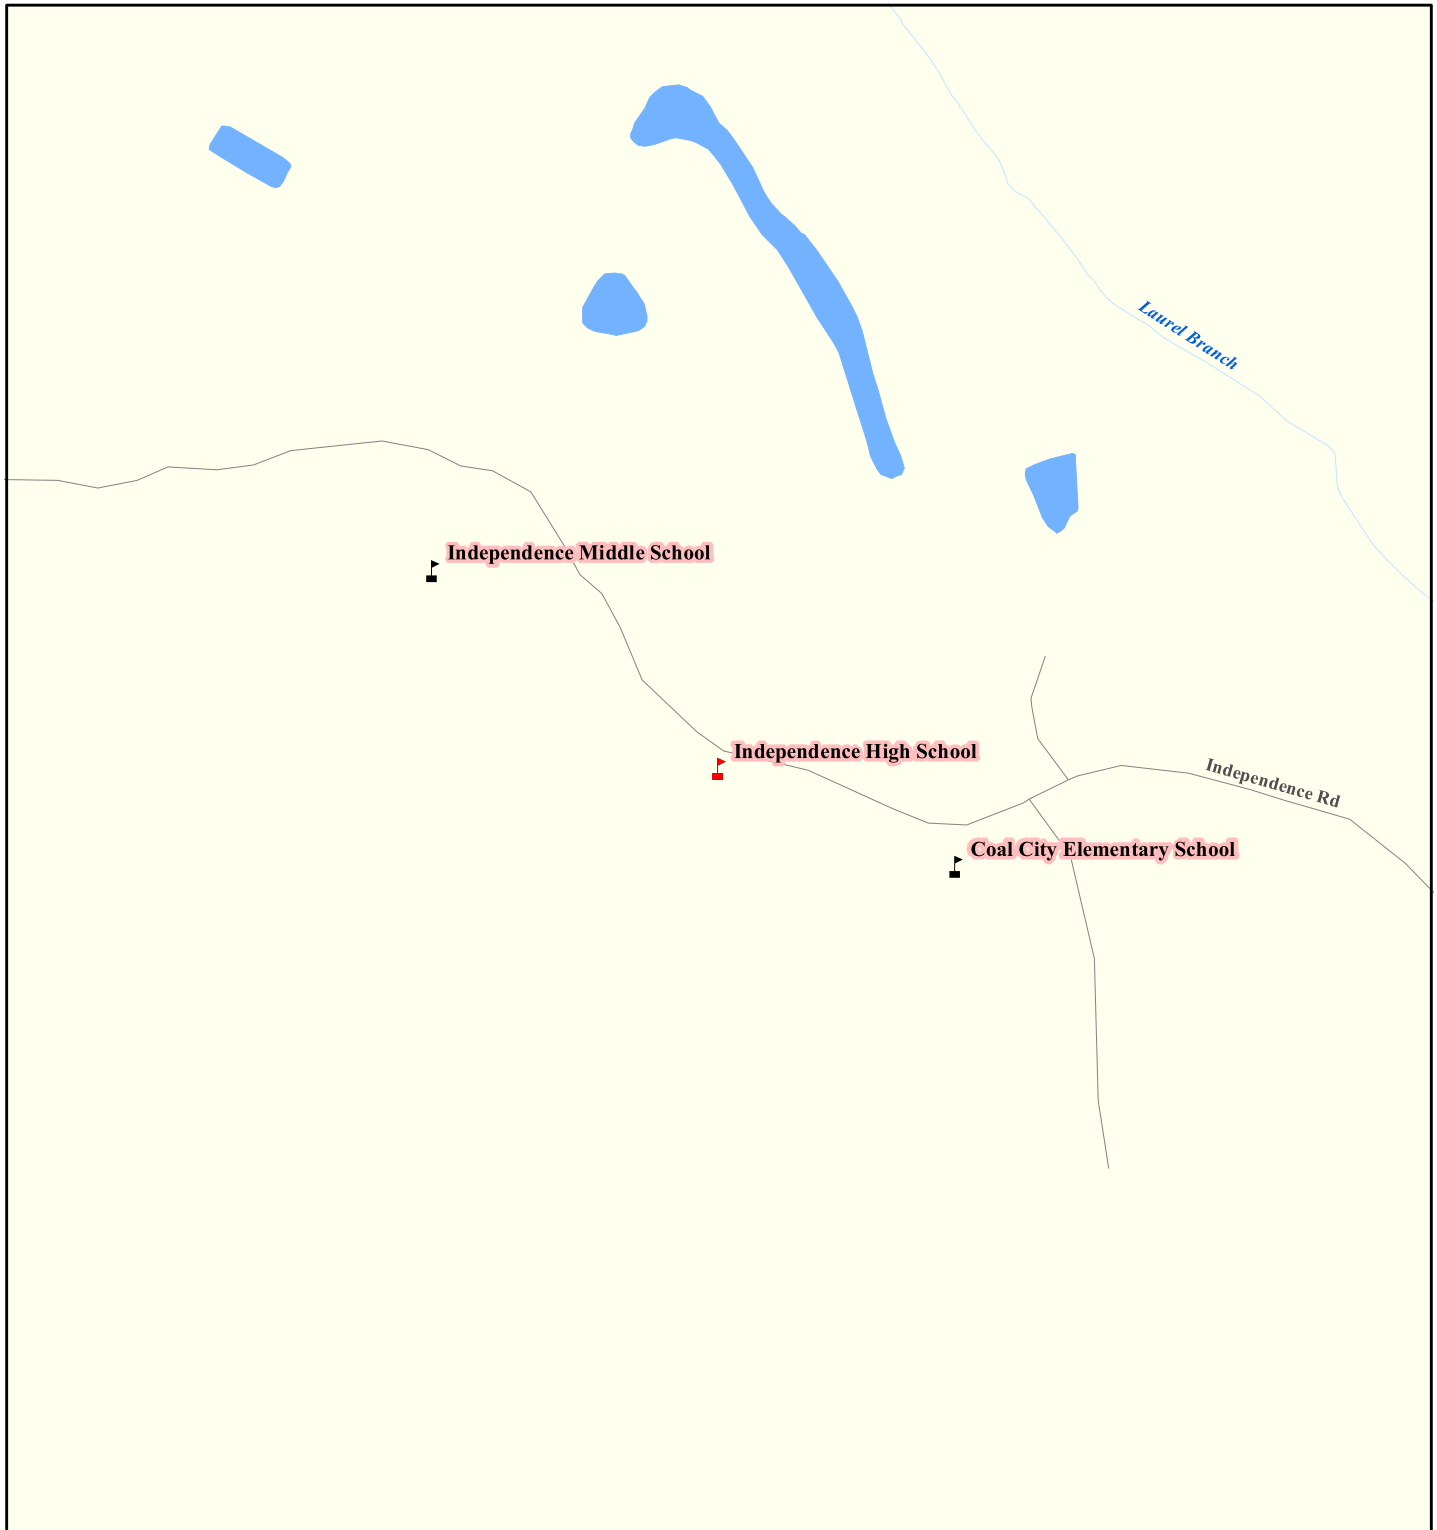 Laurel Branch
Independence Middle School
Independence High School
Independence Rd
Coal City Elementary School